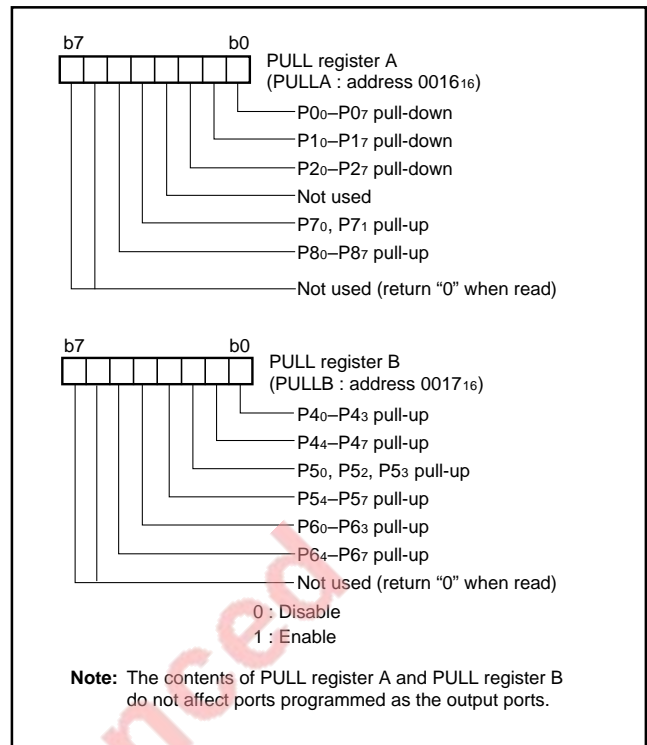 b7 b0
PULL register A
(PULLA : address 0016₁₆)
P0₀–P0₇ pull-down
P1₀–P1₇ pull-down
P2₀–P2₇ pull-down
Not used
P7₀, P7₁ pull-up
P8₀–P8₇ pull-up
Not used (return “0” when read)
b7 b0
PULL register B
(PULLB : address 0017₁₆)
P4₀–P4₃ pull-up
P4₄–P4₇ pull-up
P5₀, P5₂, P5₃ pull-up
P5₄–P5₇ pull-up
P6₀–P6₃ pull-up
P6₄–P6₇ pull-up
Not used (return “0” when read)
0 : Disable
1 : Enable
Note: The contents of PULL register A and PULL register B
do not affect ports programmed as the output ports.
nced